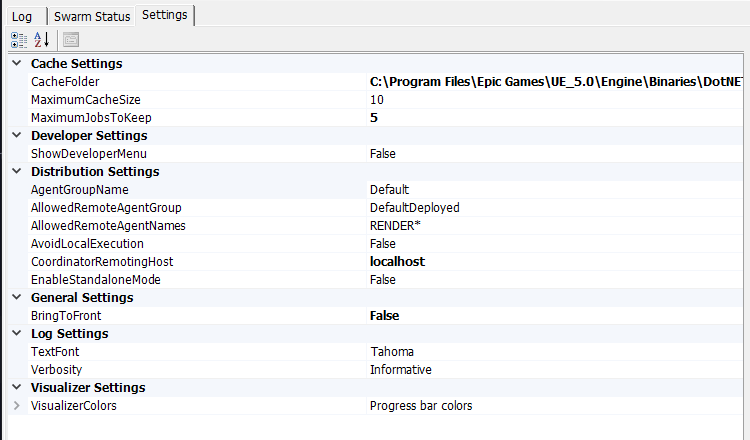 Log Swarm Status Settings
Cache Settings
CacheFolder C:\Program Files\Epic Games\UE_5.0\Engine\Binaries\DotNET
MaximumCacheSize 10
MaximumJobsToKeep 5
Developer Settings
ShowDeveloperMenu False
Distribution Settings
AgentGroupName Default
AllowedRemoteAgentGroup DefaultDeployed
AllowedRemoteAgentNames RENDER*
AvoidLocalExecution False
CoordinatorRemotingHost localhost
EnableStandaloneMode False
General Settings
BringToFront False
Log Settings
TextFont Tahoma
Verbosity Informative
Visualizer Settings
VisualizerColors Progress bar colors